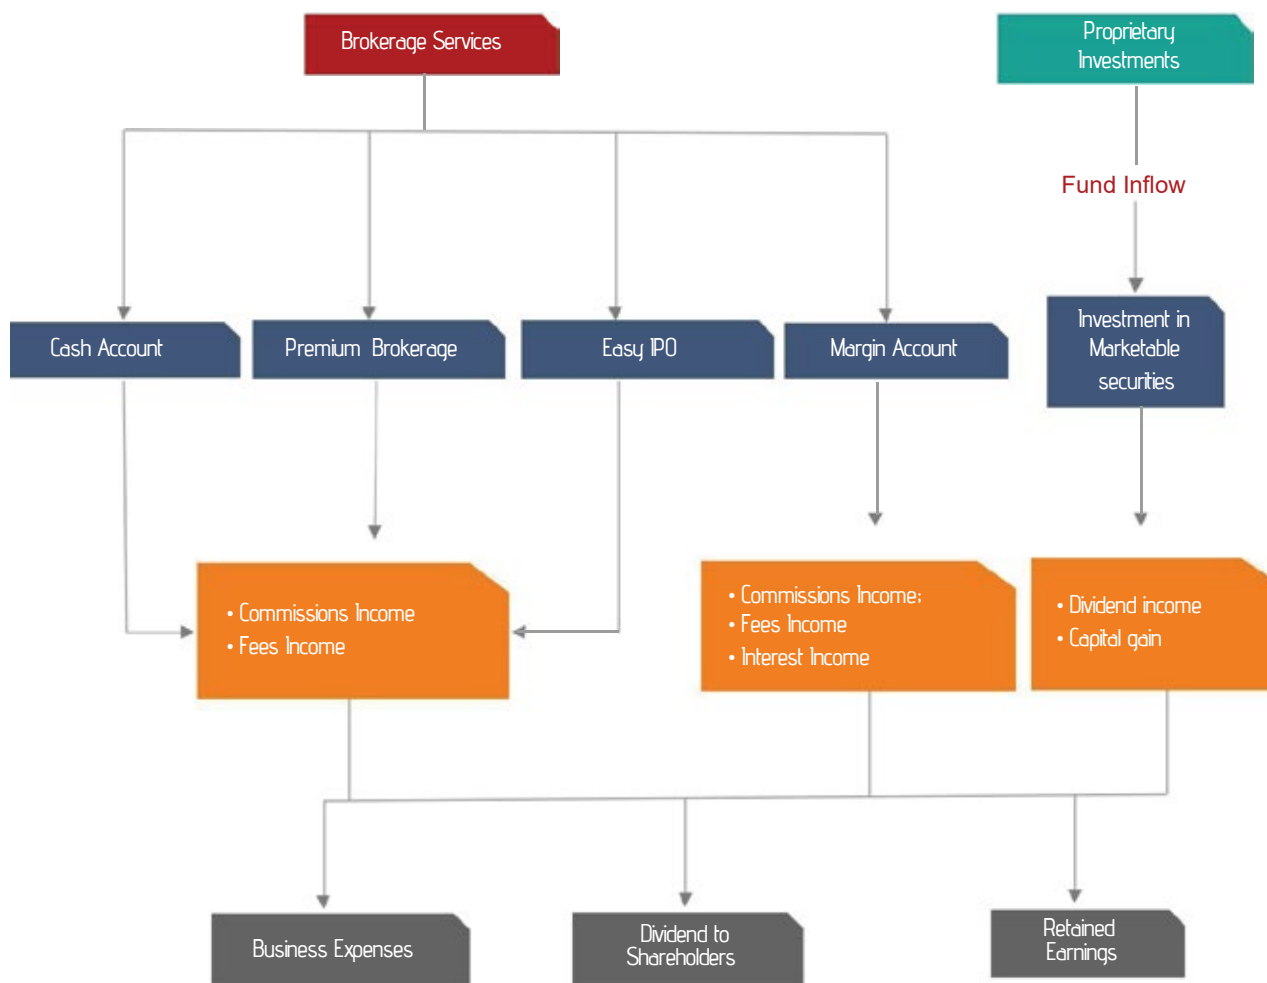 Brokerage Services
Proprietary
Investments
Fund Inflow
Cash Account
Premium Brokerage
Easy IPO
Margin Account
Investment in
Marketable
securities
• Commissions Income
• Fees Income
• Commissions Income;
• Fees Income
• Interest Income
• Dividend income
• Capital gain
Business Expenses
Dividend to
Shareholders
Retained
Earnings